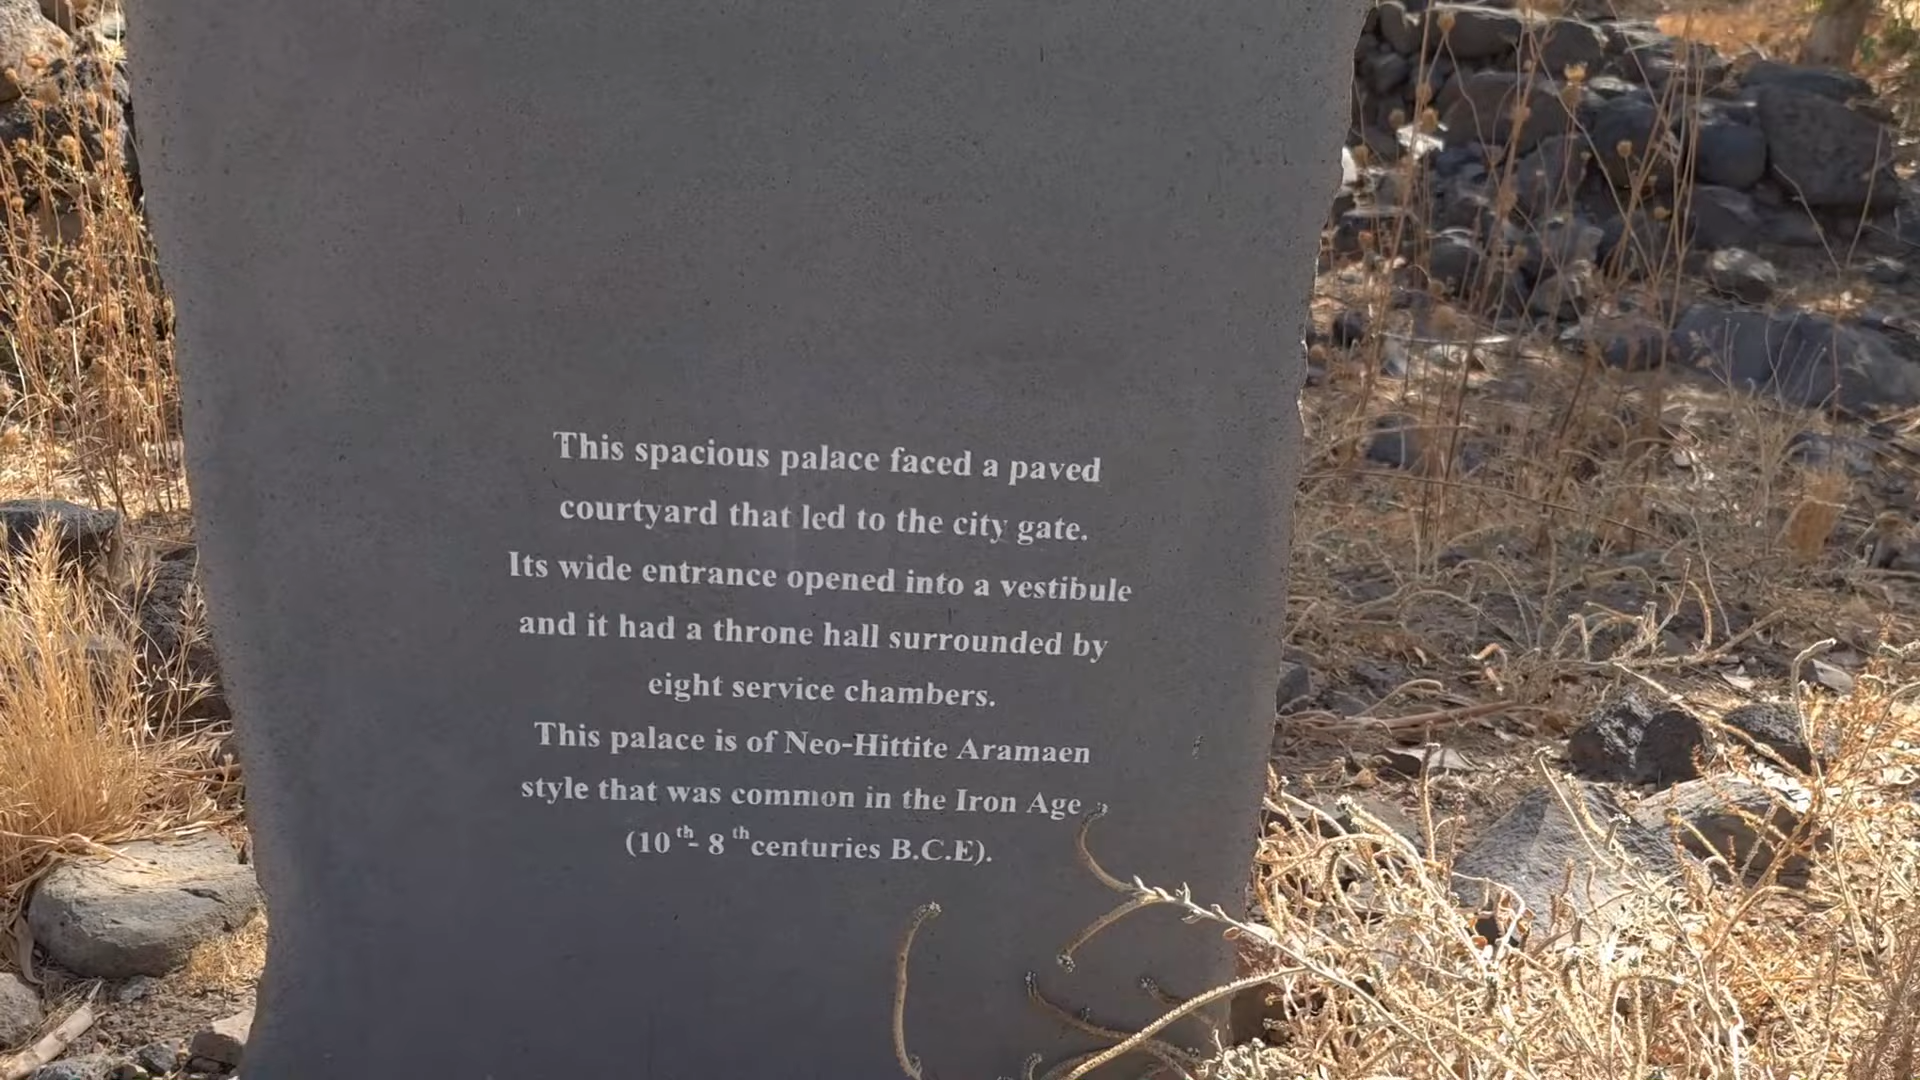 This spacious palace faced a paved
courtyard that led to the city gate.
Its wide entrance opened into a vestibule
and it had a throne hall surrounded by
eight service chambers.
This palace is of Neo-Hittite Aramaen
style that was common in the Iron Age
(10th- 8th centuries B.C.E).